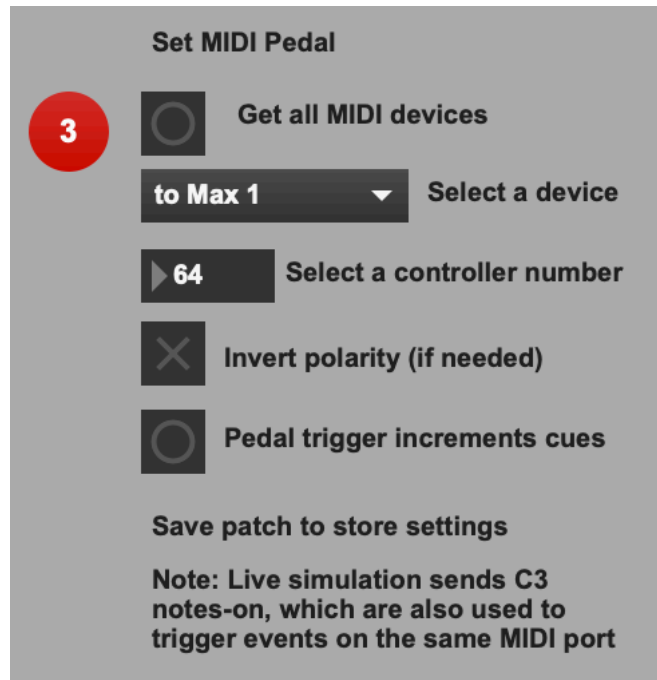 Set MIDI Pedal
3
Get all MIDI devices
to Max 1
Select a device
64
Select a controller number
Invert polarity (if needed)
Pedal trigger increments cues
Save patch to store settings
Note: Live simulation sends C3
notes-on, which are also used to
trigger events on the same MIDI port